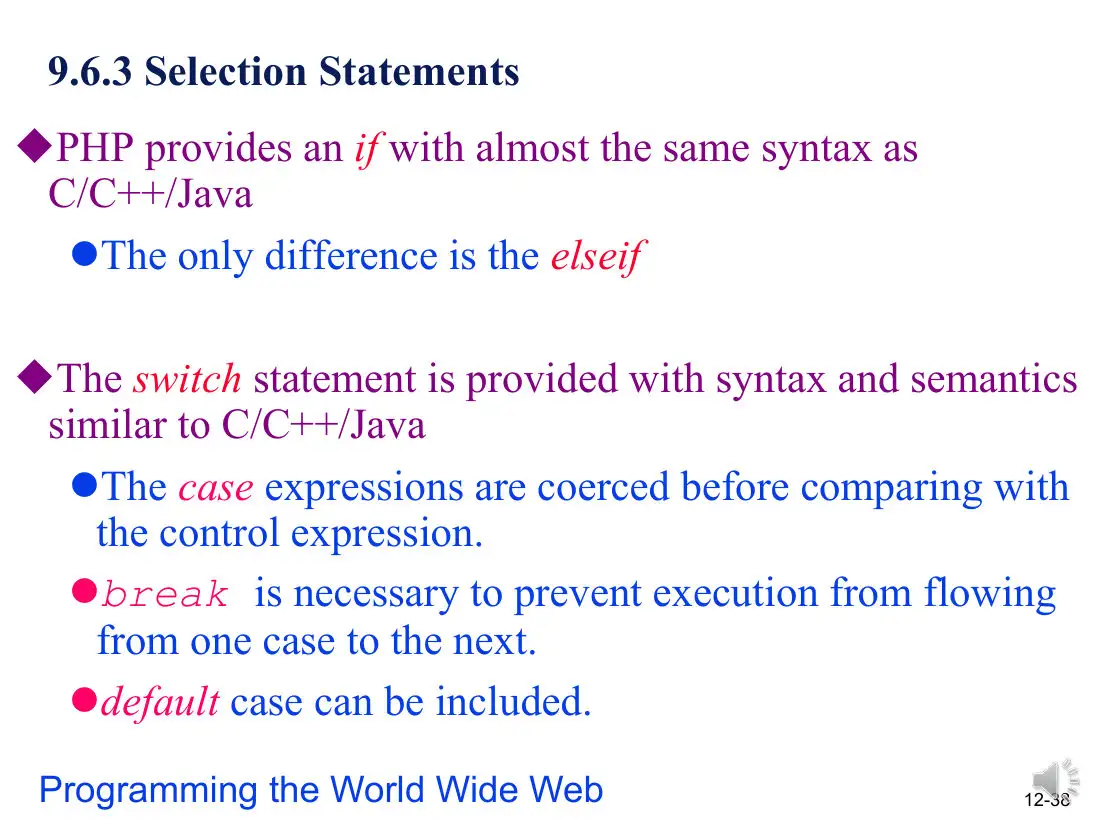 9.6.3 Selection Statements
PHP provides an if with almost the same syntax as
C/C++/Java
The only difference is the elseif
The switch statement is provided with syntax and semantics
similar to C/C++/Java
The case expressions are coerced before comparing with
the control expression.
break is necessary to prevent execution from flowing
from one case to the next.
default case can be included.
Programming the World Wide Web
12-38